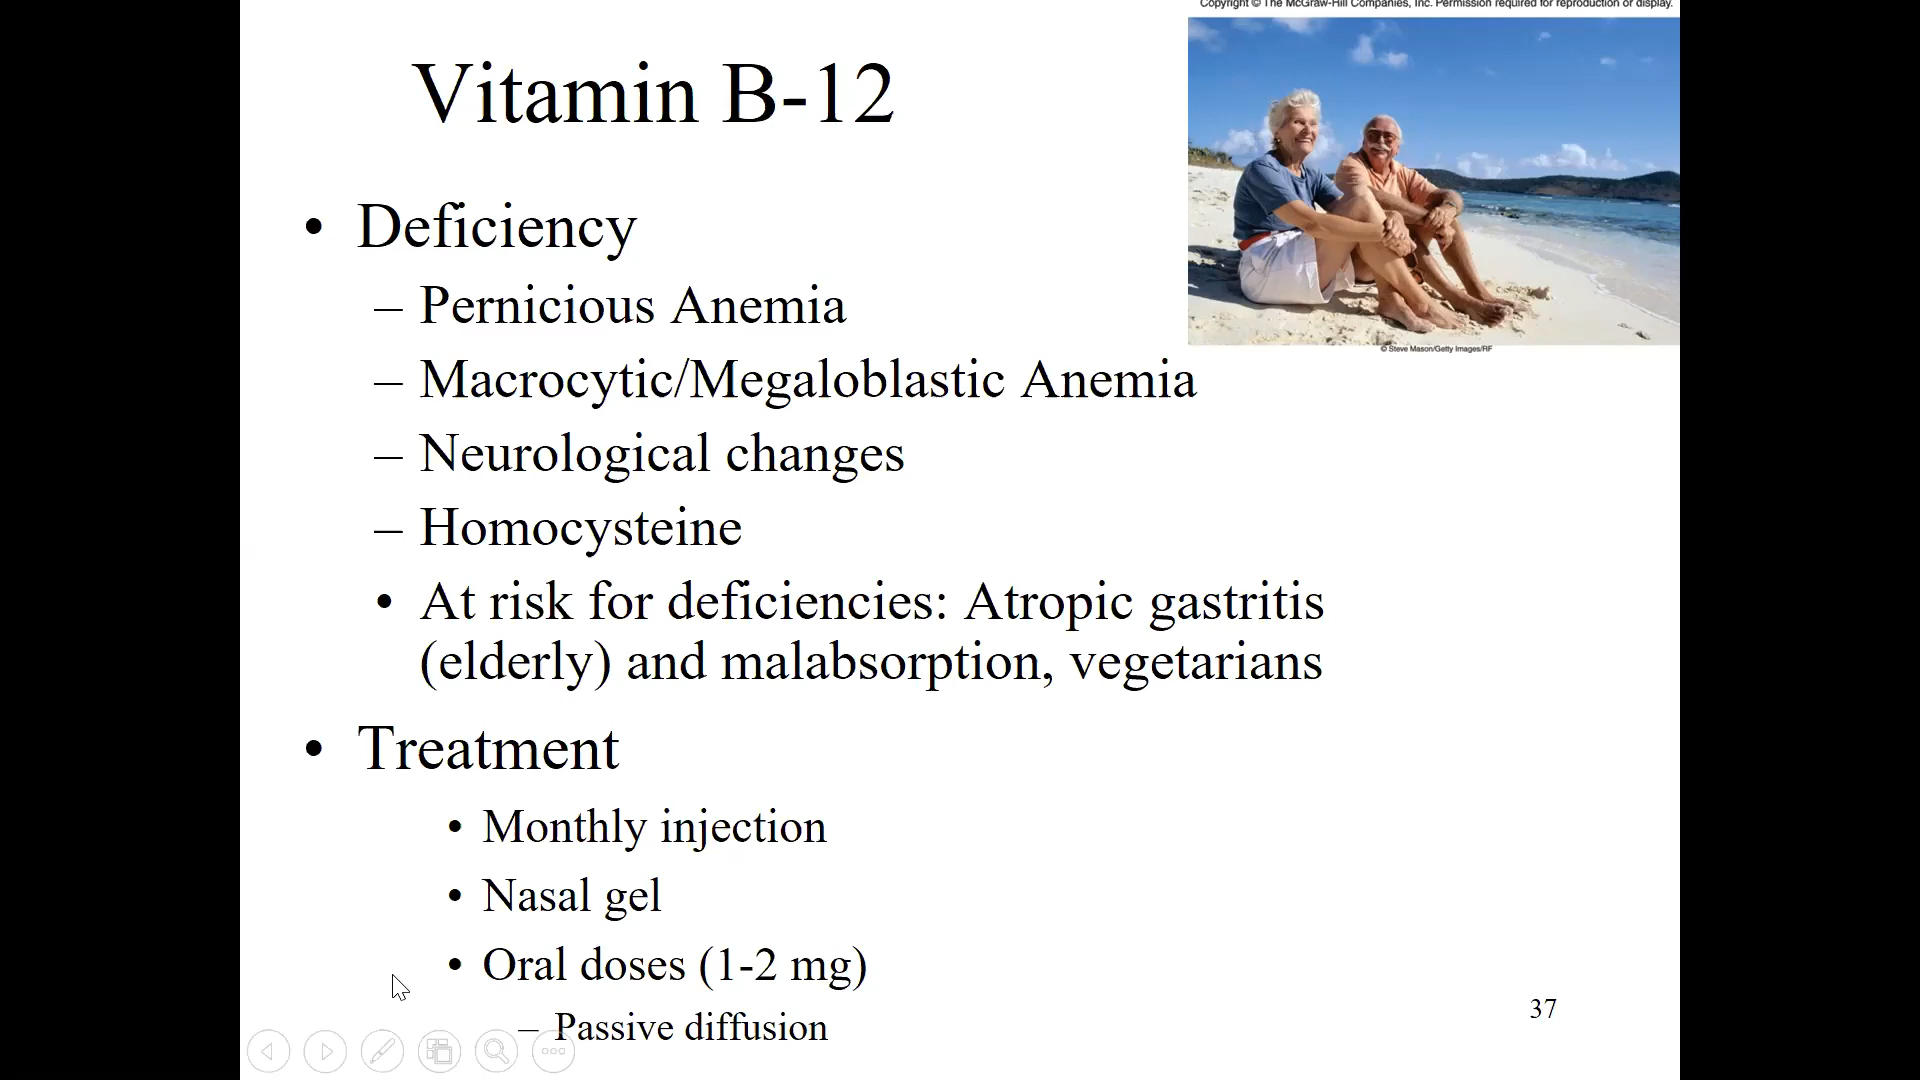 Copyright © The McGraw-Hill Companies, Inc. Permission required for reproduction or display.
Vitamin B-12
© Steve Mason/Getty Images/RF
• Deficiency
– Pernicious Anemia
– Macrocytic/Megaloblastic Anemia
– Neurological changes
– Homocysteine
• At risk for deficiencies: Atropic gastritis
(elderly) and malabsorption, vegetarians
• Treatment
• Monthly injection
• Nasal gel
• Oral doses (1-2 mg)
– Passive diffusion
37